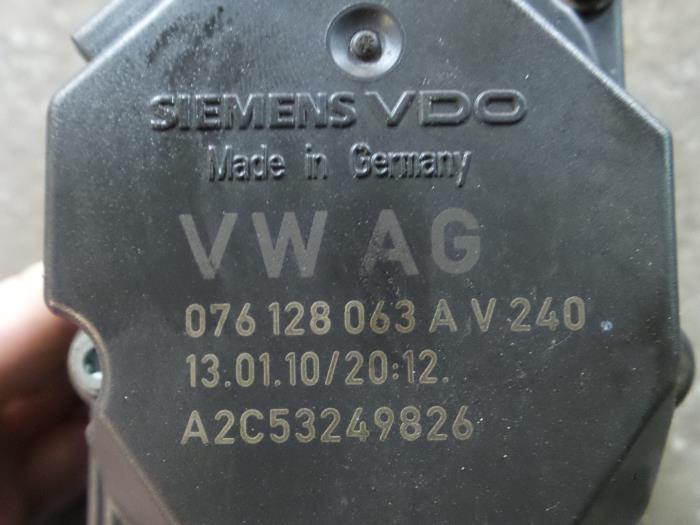 SIEMENS VDO
Made in Germany
VW AG
076 128 063 A V 240
13.01.10/20:12.
A2C53249826